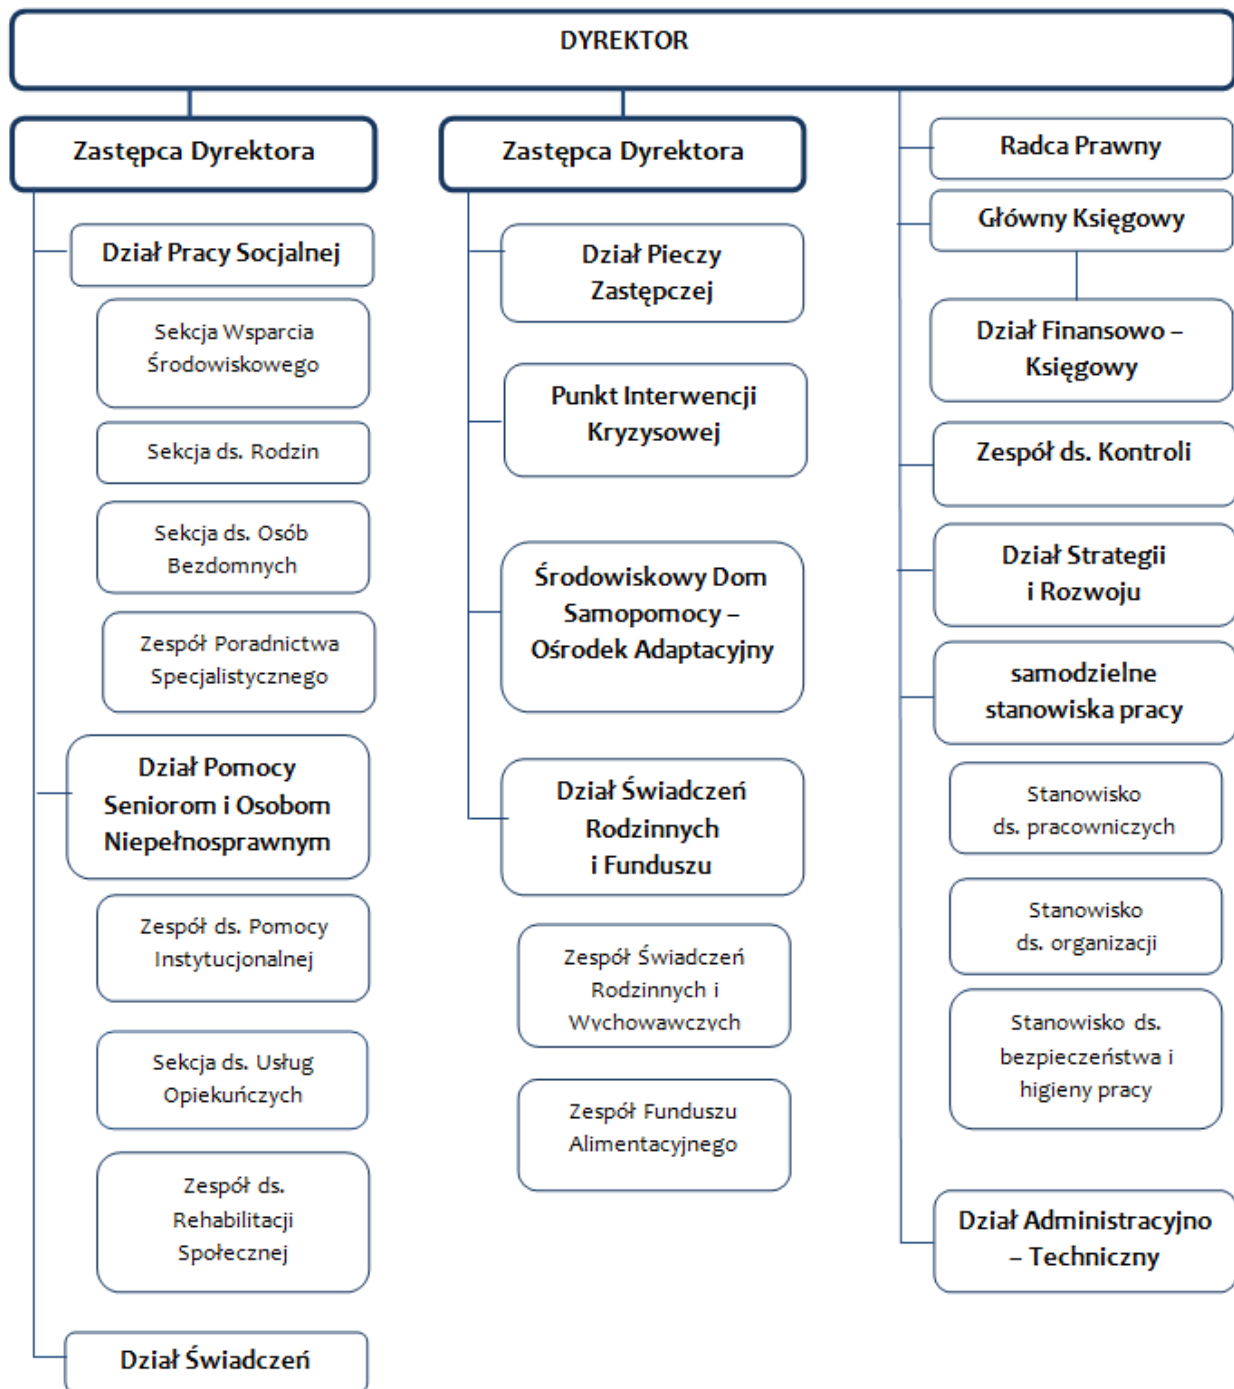 DYREKTOR
Zastępca Dyrektora
Dział Pracy Socjalnej
Sekcja Wsparcia
Środowiskowego
Sekcja ds. Rodzin
Sekcja ds. Osób
Bezdomnych
Zespół Poradnictwa
Specjalistycznego
Dział Pomocy
Seniorom i Osobom
Niepełnosprawnym
Zespół ds. Pomocy
Instytucjonalnej
Sekcja ds. Usług
Opiekuńczych
Zespół ds.
Rehabilitacji
Społecznej
Dział Świadczeń
Zastępca Dyrektora
Dział Pieczy
Zastępczej
Punkt Interwencji
Kryzysowej
Środowiskowy Dom
Samopomocy –
Ośrodek Adaptacyjny
Dział Świadczeń
Rodzinnych
i Funduszu
Zespół Świadczeń
Rodzinnych i
Wychowawczych
Zespół Funduszu
Alimentacyjnego
Radca Prawny
Główny Księgowy
Dział Finansowo –
Księgowy
Zespół ds. Kontroli
Dział Strategii
i Rozwoju
samodzielne
stanowiska pracy
Stanowisko
ds. pracowniczych
Stanowisko
ds. organizacji
Stanowisko ds.
bezpieczeństwa i
higieny pracy
Dział Administracyjno
– Techniczny